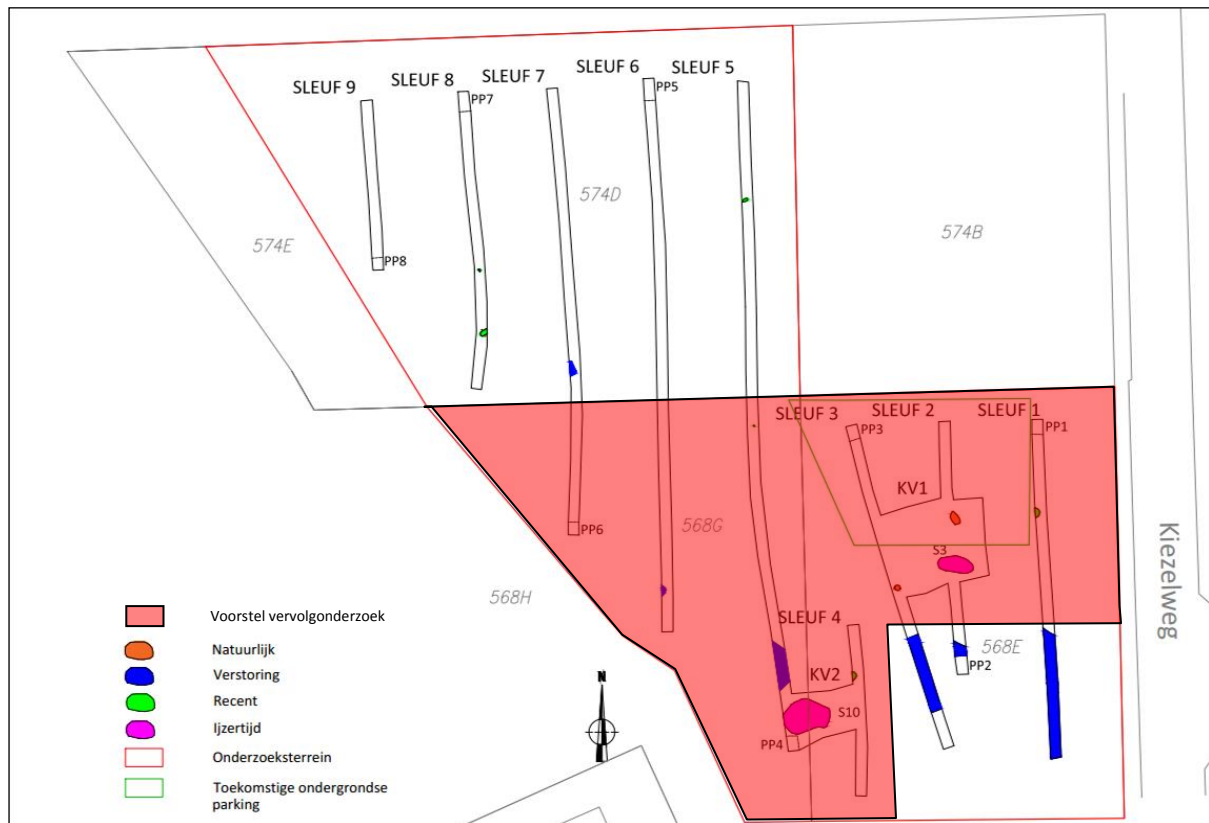 SLEUF 9
SLEUF 8
SLEUF 7
SLEUF 6
SLEUF 5
PP7
PP5
574D
574E
574B
PP8
SLEUF 3
SLEUF 2
SLEUF 1
PP3
PP1
KV1
568G
PP6
S3
568H
Kiezelweg
SLEUF 4
568E
PP2
KV2
S10
PP4
N
Voorstel vervolgonderzoek
Natuurlijk
Verstoring
Recent
Ijzertijd
Onderzoeksterrein
Toekomstige ondergrondse
parking